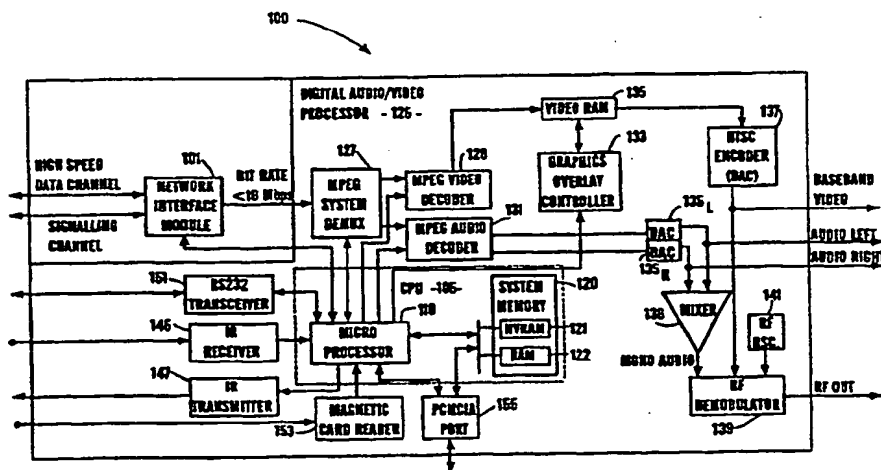 100
DIGITAL AUDIO/VIDEO
PROCESSOR - 125 -
HIGH SPEED
DATA CHANNEL
SIGNALLING
CHANNEL
101
NETWORK
INTERFACE
MODULE
BIT RATE
<16 Mbps
127
MPEG
SYSTEM
DEMUX
129
MPEG VIDEO
DECODER
131
MPEG AUDIO
DECODER
135
VIDEO RAM
133
GRAPHICS
OVERLAY
CONTROLLER
137
NTSC
ENCODER
(DAC)
BASEBAND
VIDEO
AUDIO LEFT
AUDIO RIGHT
135 L
DAC
DAC
135 R
138
MIXER
MONO AUDIO
141
RF
OSC.
RF
REMODULATOR
139
RF OUT
151
RS232
TRANSCEIVER
145
IR
RECEIVER
147
IR
TRANSMITTER
153
MAGNETIC
CARD READER
CPU -105-
110
MICRO
PROCESSOR
120
SYSTEM
MEMORY
NVRAM
121
RAM
122
PCMCIA
PORT
155